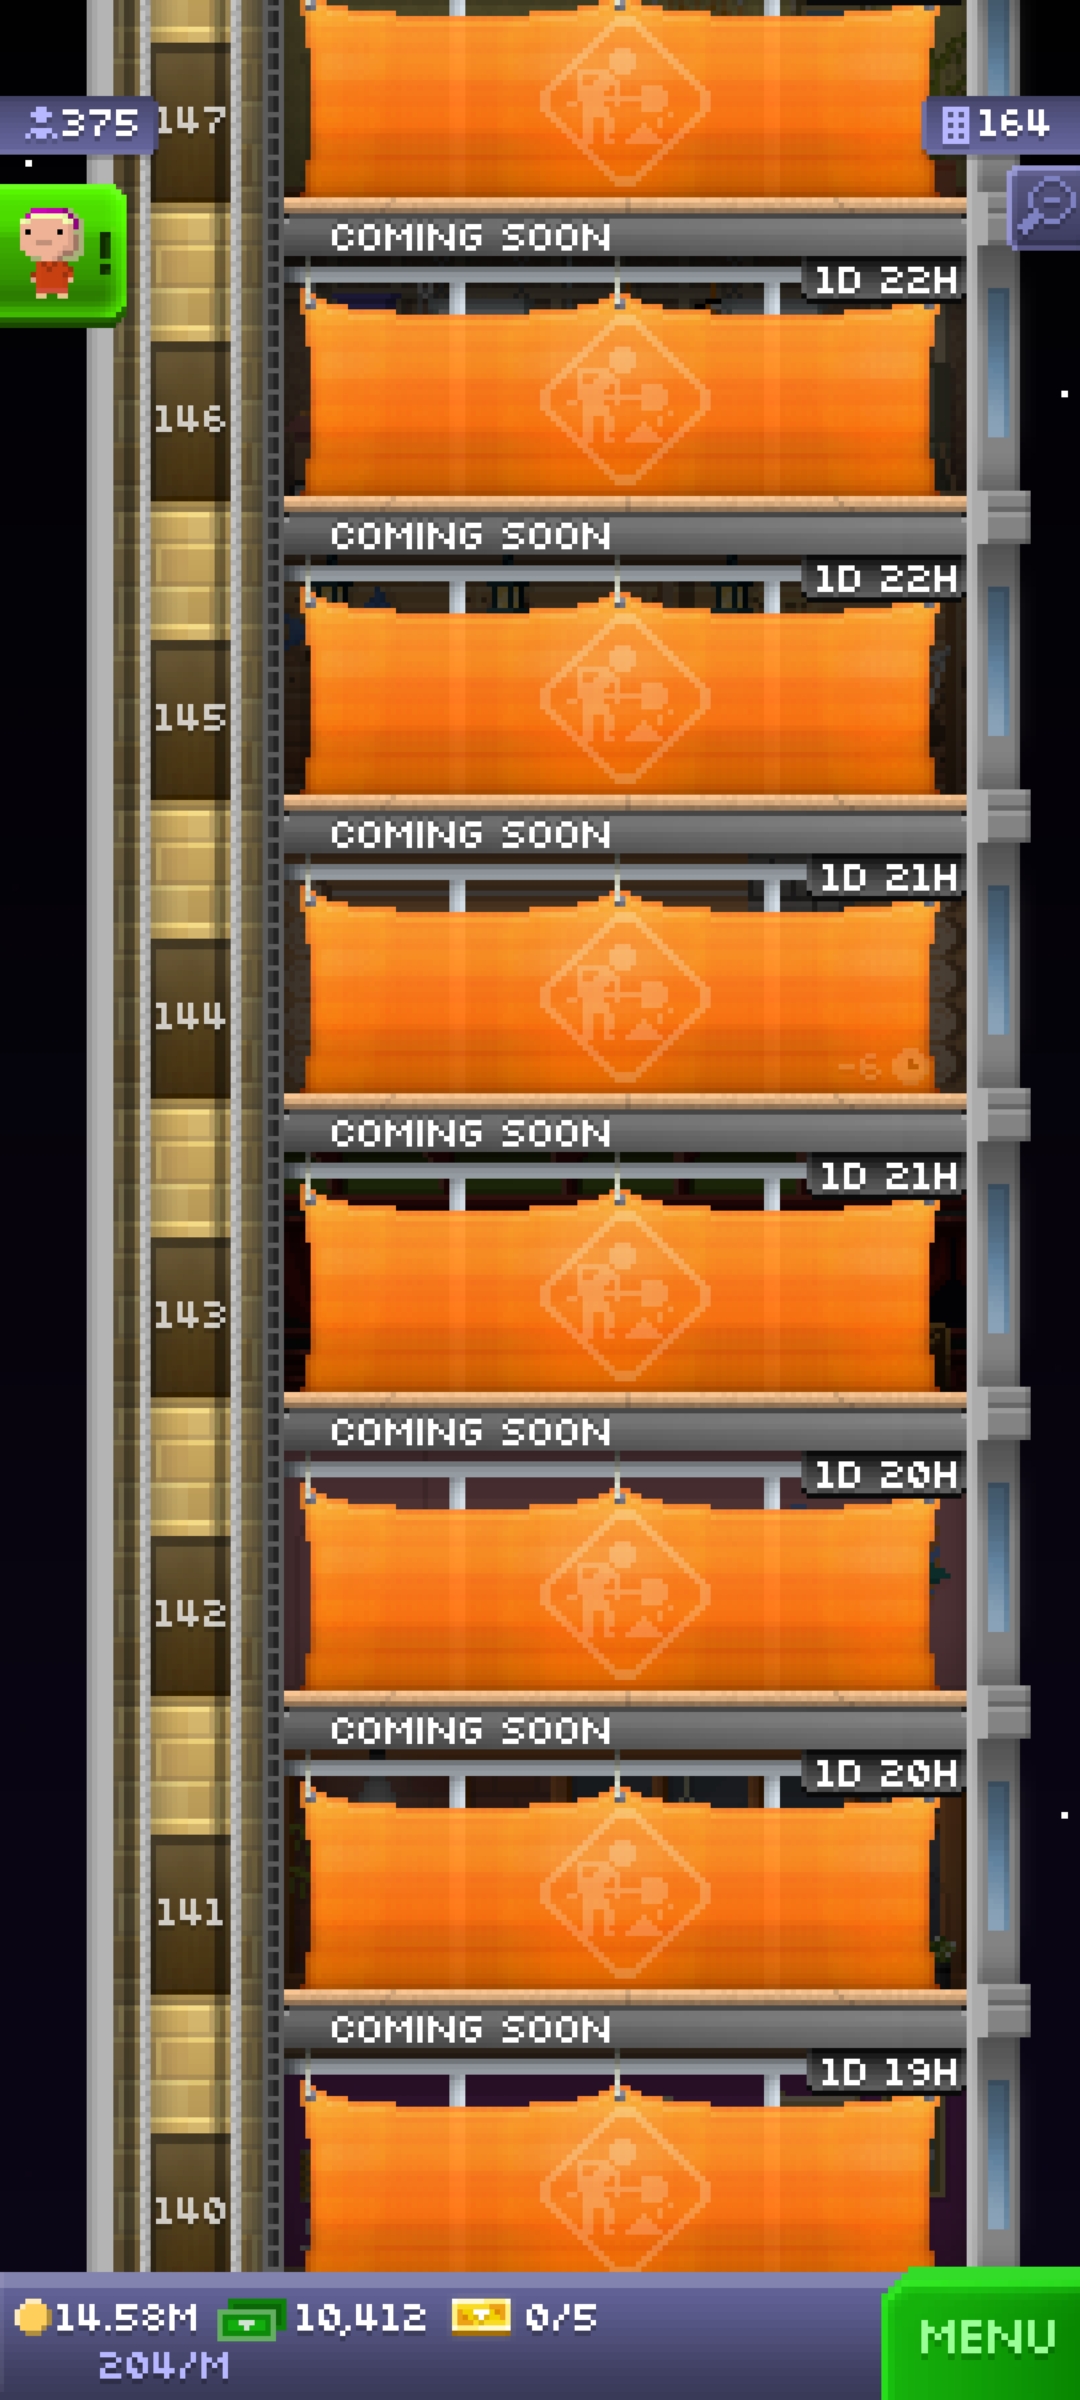 375
147
164
!
COMING SOON
1D 22H
146
COMING SOON
1D 22H
145
COMING SOON
1D 21H
144
-6
COMING SOON
1D 21H
143
COMING SOON
1D 20H
142
COMING SOON
1D 20H
141
COMING SOON
1D 19H
140
14.58M 10,412 0/5
204/M
MENU